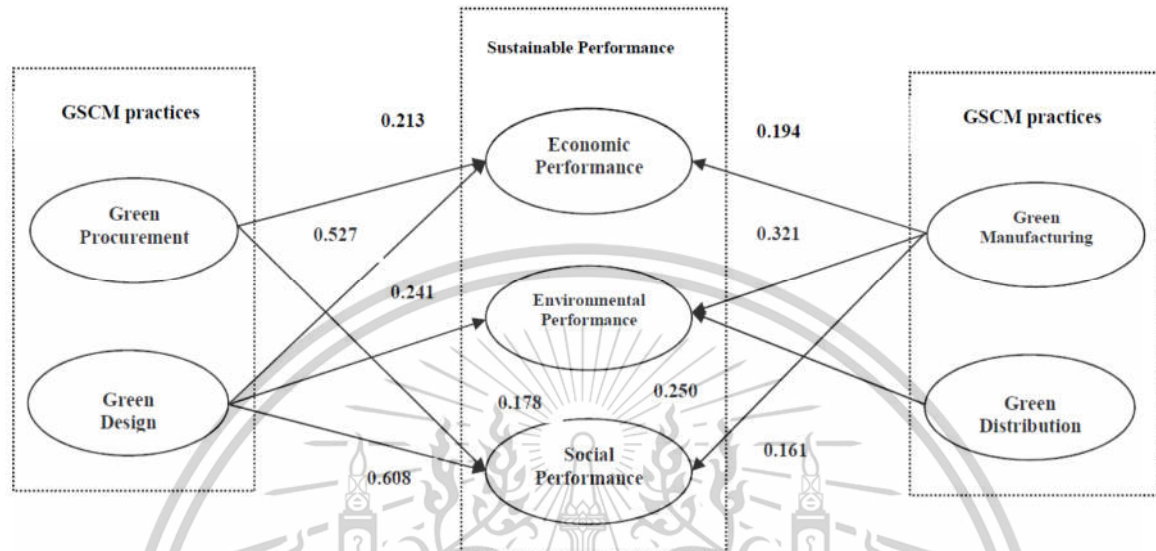 Sustainable Performance
GSCM practices
GSCM practices
0.213
0.194
Economic
Performance
Green
Procurement
Green
Manufacturing
0.527
0.321
0.241
Environmental
Performance
Green
Design
0.178
0.250
Green
Distribution
Social
Performance
0.608
0.161